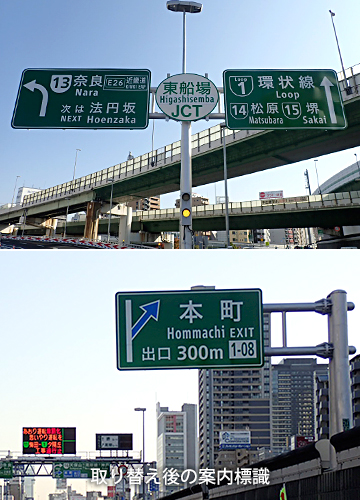 13 奈良 E26 近畿道
Nara
次は 法円坂
NEXT Hoenzaka
東船場
Higashisemba
JCT
Loop
1 環状線
Loop
14 松原 15 堺
Matsubara Sakai
本町
Hommachi EXIT
出口 300m 1-08
取り替え後の案内標識